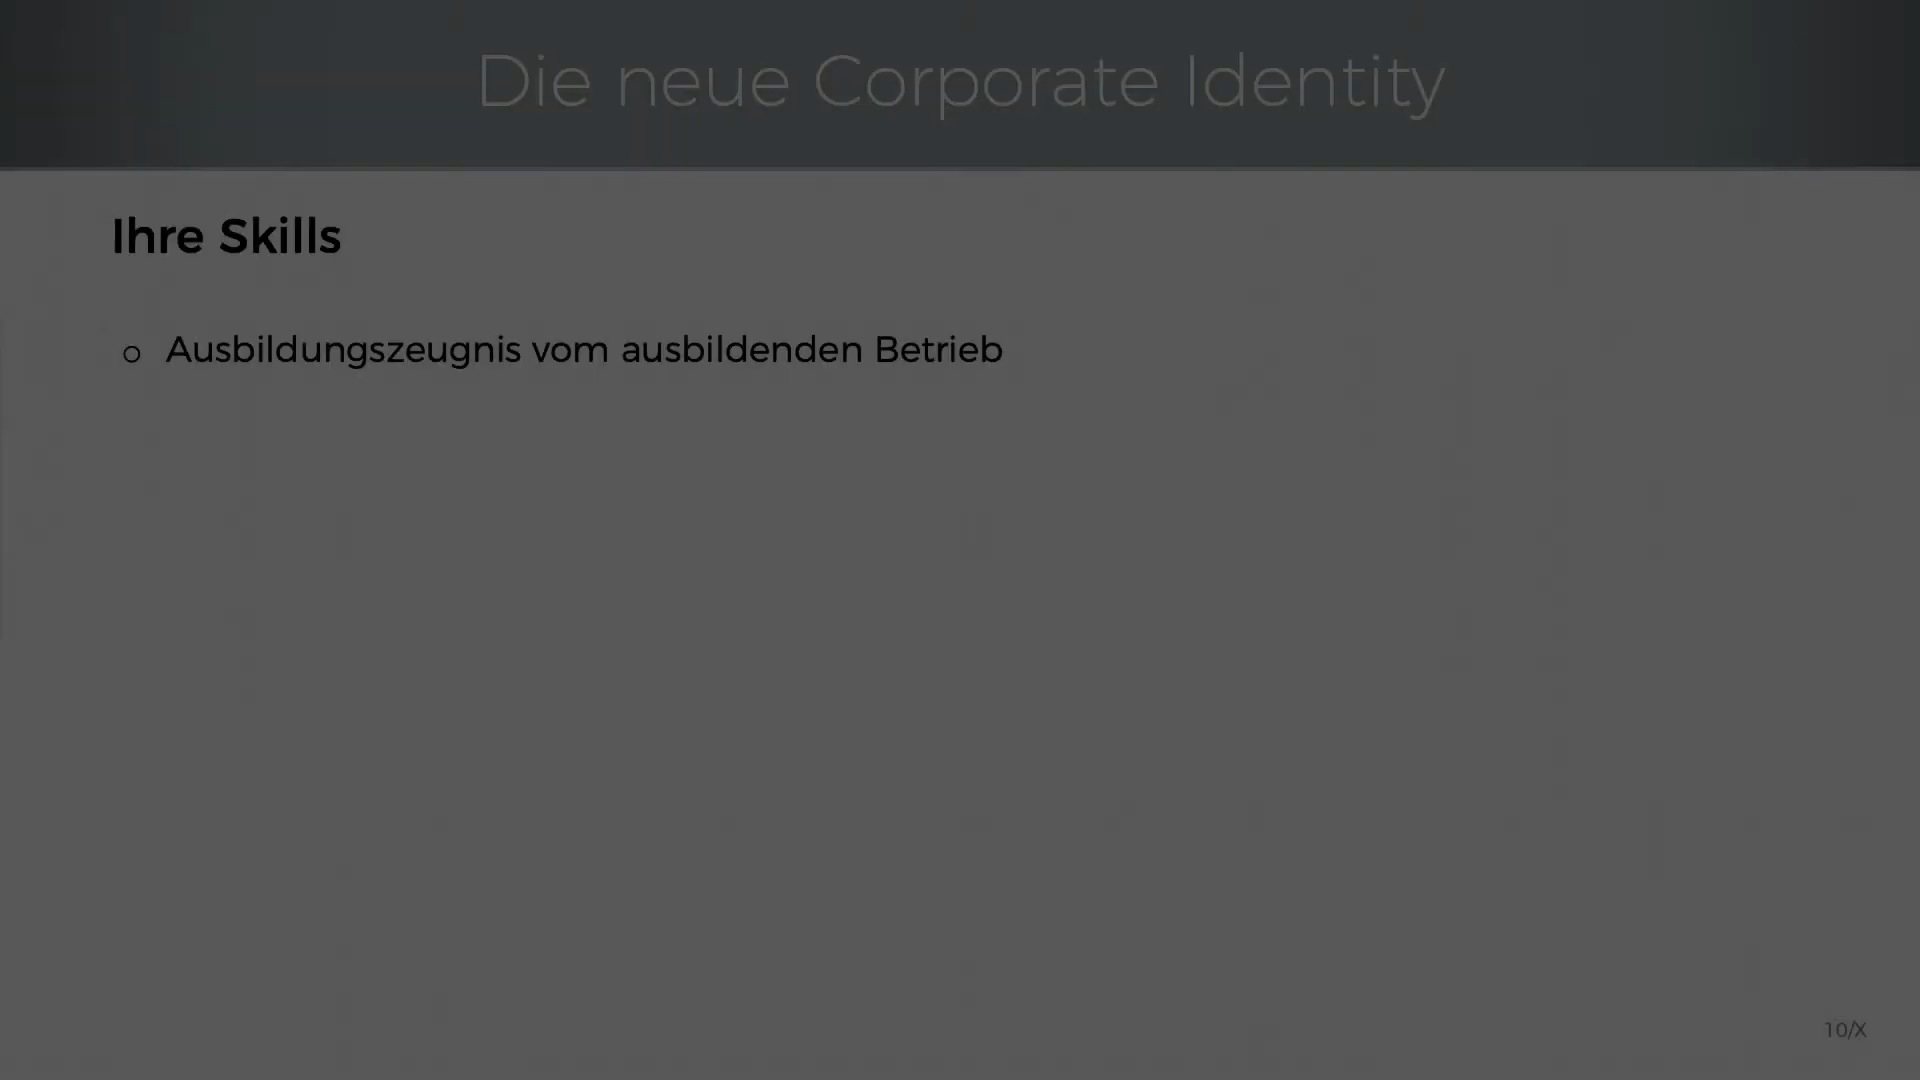 Die neue Corporate Identity
Ihre Skills
o Ausbildungszeugnis vom ausbildenden Betrieb
10/X